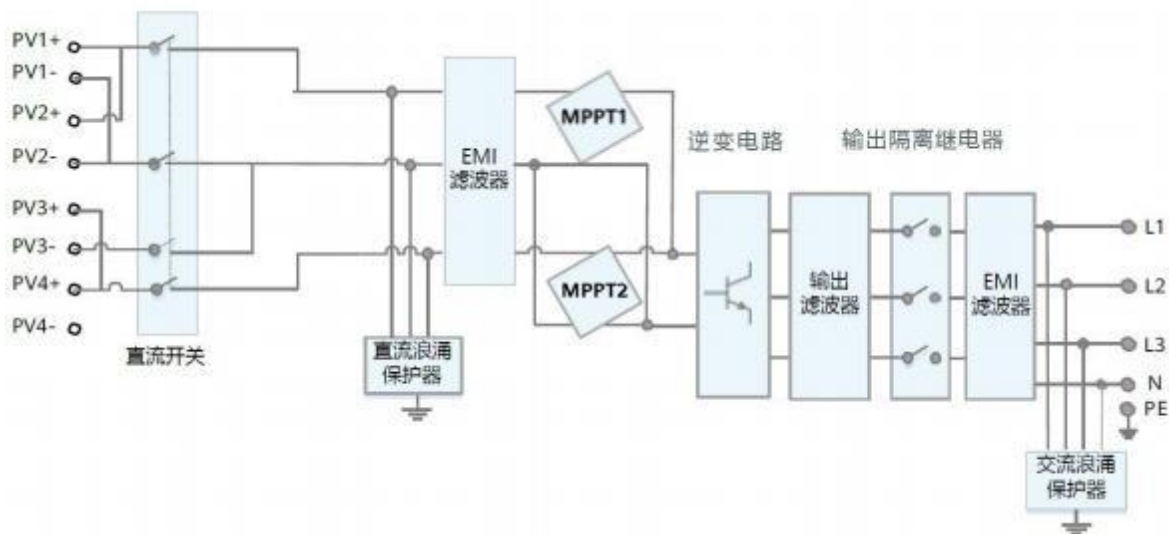 PV1+
PV1-
PV2+
PV2-
PV3+
PV3-
PV4+
PV4-
直流开关
直流浪涌
保护器
EMI
滤波器
MPPT1
MPPT2
逆变电路
输出
滤波器
输出隔离继电器
EMI
滤波器
L1
L2
L3
N
PE
交流浪涌
保护器